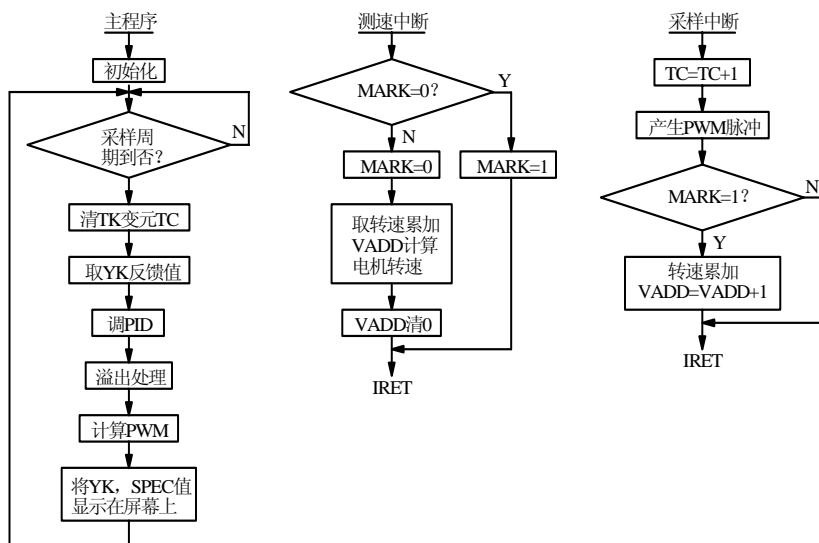 主程序
初始化
N
采样周
期到否?
清TK变元TC
取YK反馈值
调PID
溢出处理
计算PWM
将YK，SPEC值
显示在屏幕上
测速中断
MARK=0?
Y
N
MARK=0
MARK=1
取转速累加
VADD计算
电机转速
VADD清0
IRET
采样中断
TC=TC+1
产生PWM脉冲
MARK=1?
N
Y
转速累加
VADD=VADD+1
IRET